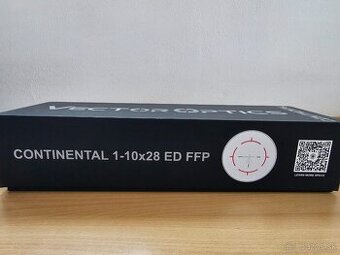 VECTOR OPTICS
CONTINENTAL 1-10x28 ED FFP